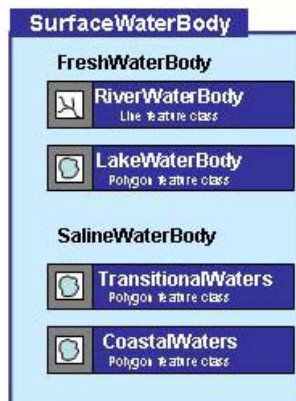 SurfaceWaterBody
FreshWaterBody
RiverWaterBody
Line feature class
LakeWaterBody
Polygon feature class
SalineWaterBody
TransitionalWaters
Polygon feature class
CoastalWaters
Polygon feature class